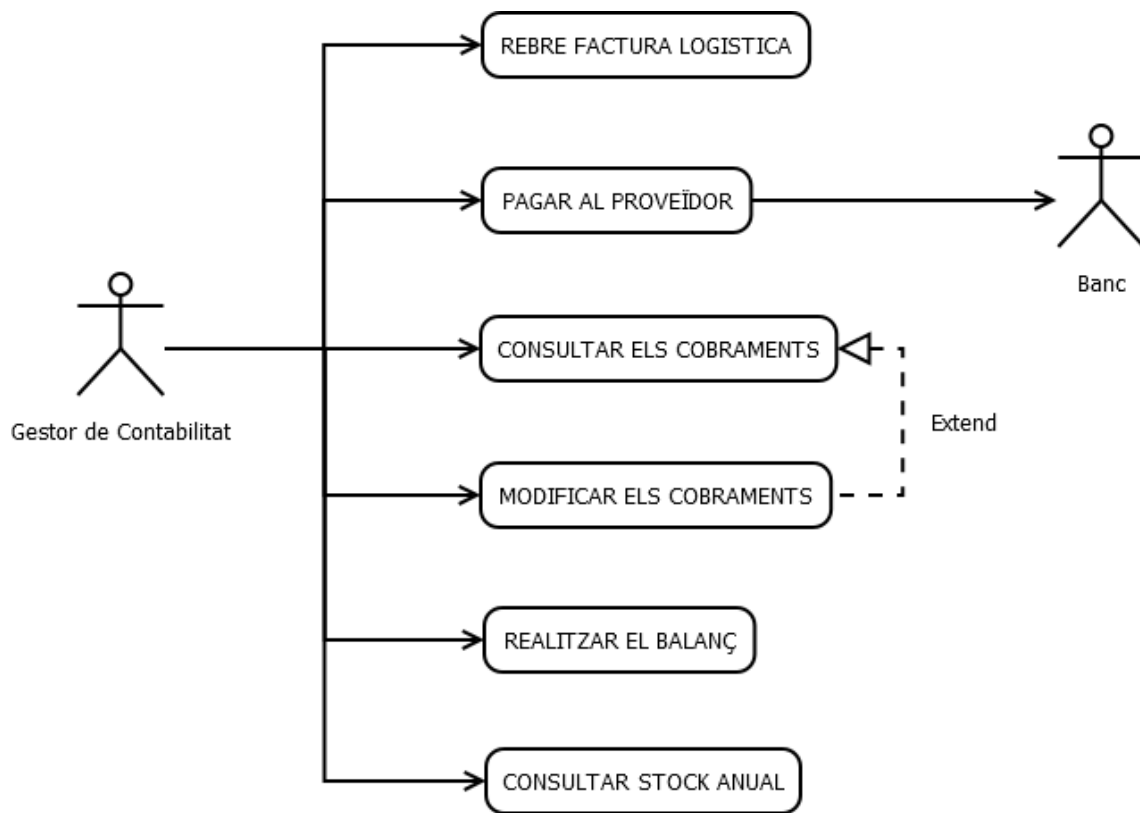 REBRE FACTURA LOGISTICA
PAGAR AL PROVEÏDOR
Banc
CONSULTAR ELS COBRAMENTS
Gestor de Contabilitat
Extend
MODIFICAR ELS COBRAMENTS
REALITZAR EL BALANÇ
CONSULTAR STOCK ANUAL